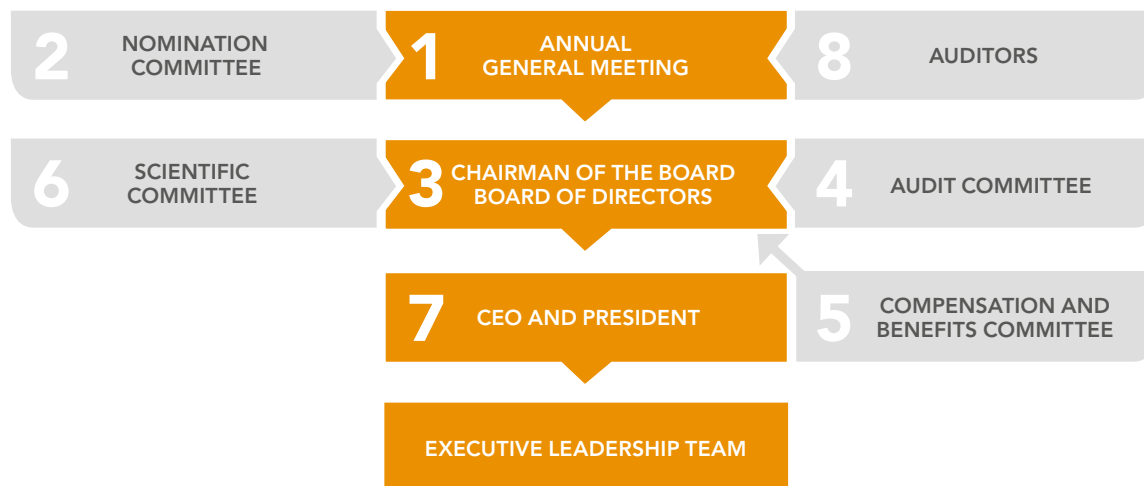 2
NOMINATION
COMMITTEE
1
ANNUAL
GENERAL MEETING
8
AUDITORS
6
SCIENTIFIC
COMMITTEE
3
CHAIRMAN OF THE BOARD
BOARD OF DIRECTORS
4
AUDIT COMMITTEE
7
CEO AND PRESIDENT
5
COMPENSATION AND
BENEFITS COMMITTEE
EXECUTIVE LEADERSHIP TEAM